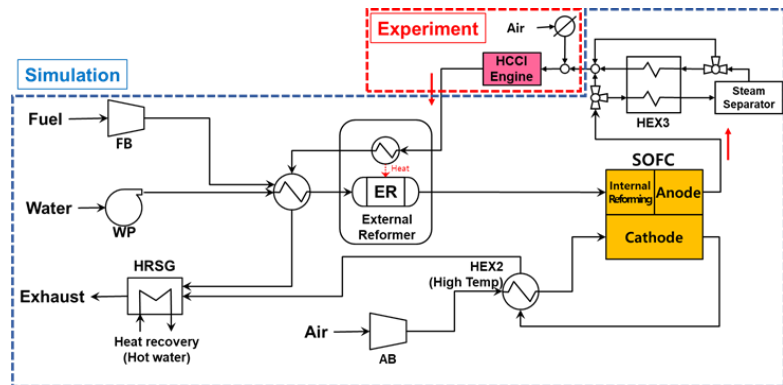 Simulation
Experiment
Air
HCCI
Engine
Steam
Separator
HEX3
Fuel
FB
Heat
ER
External
Reformer
Water
WP
SOFC
Internal
Reforming
Anode
Cathode
HRSG
HEX2
(High Temp)
Exhaust
Heat recovery
(Hot water)
Air
AB